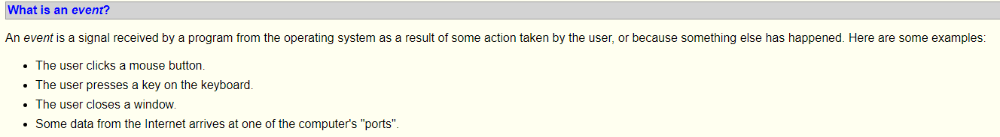 What is an event?
An event is a signal received by a program from the operating system as a result of some action taken by the user, or because something else has happened. Here are some examples:
• The user clicks a mouse button.
• The user presses a key on the keyboard.
• The user closes a window.
• Some data from the Internet arrives at one of the computer's "ports".